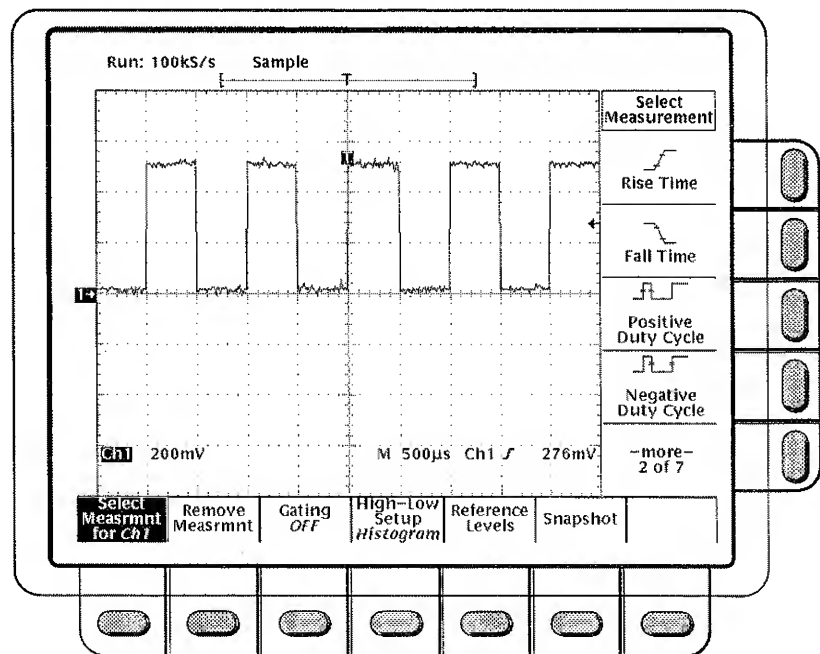 Run: 100kS/s Sample
T
Select
Measurement
Rise Time
Fall Time
Positive
Duty Cycle
Negative
Duty Cycle
-more-
2 of 7
1
Ch1 200mV M 500µs Ch1 276mV
Select
Measrmnt
for Ch1
Remove
Measrmnt
Gating
OFF
High-Low
Setup
Histogram
Reference
Levels
Snapshot